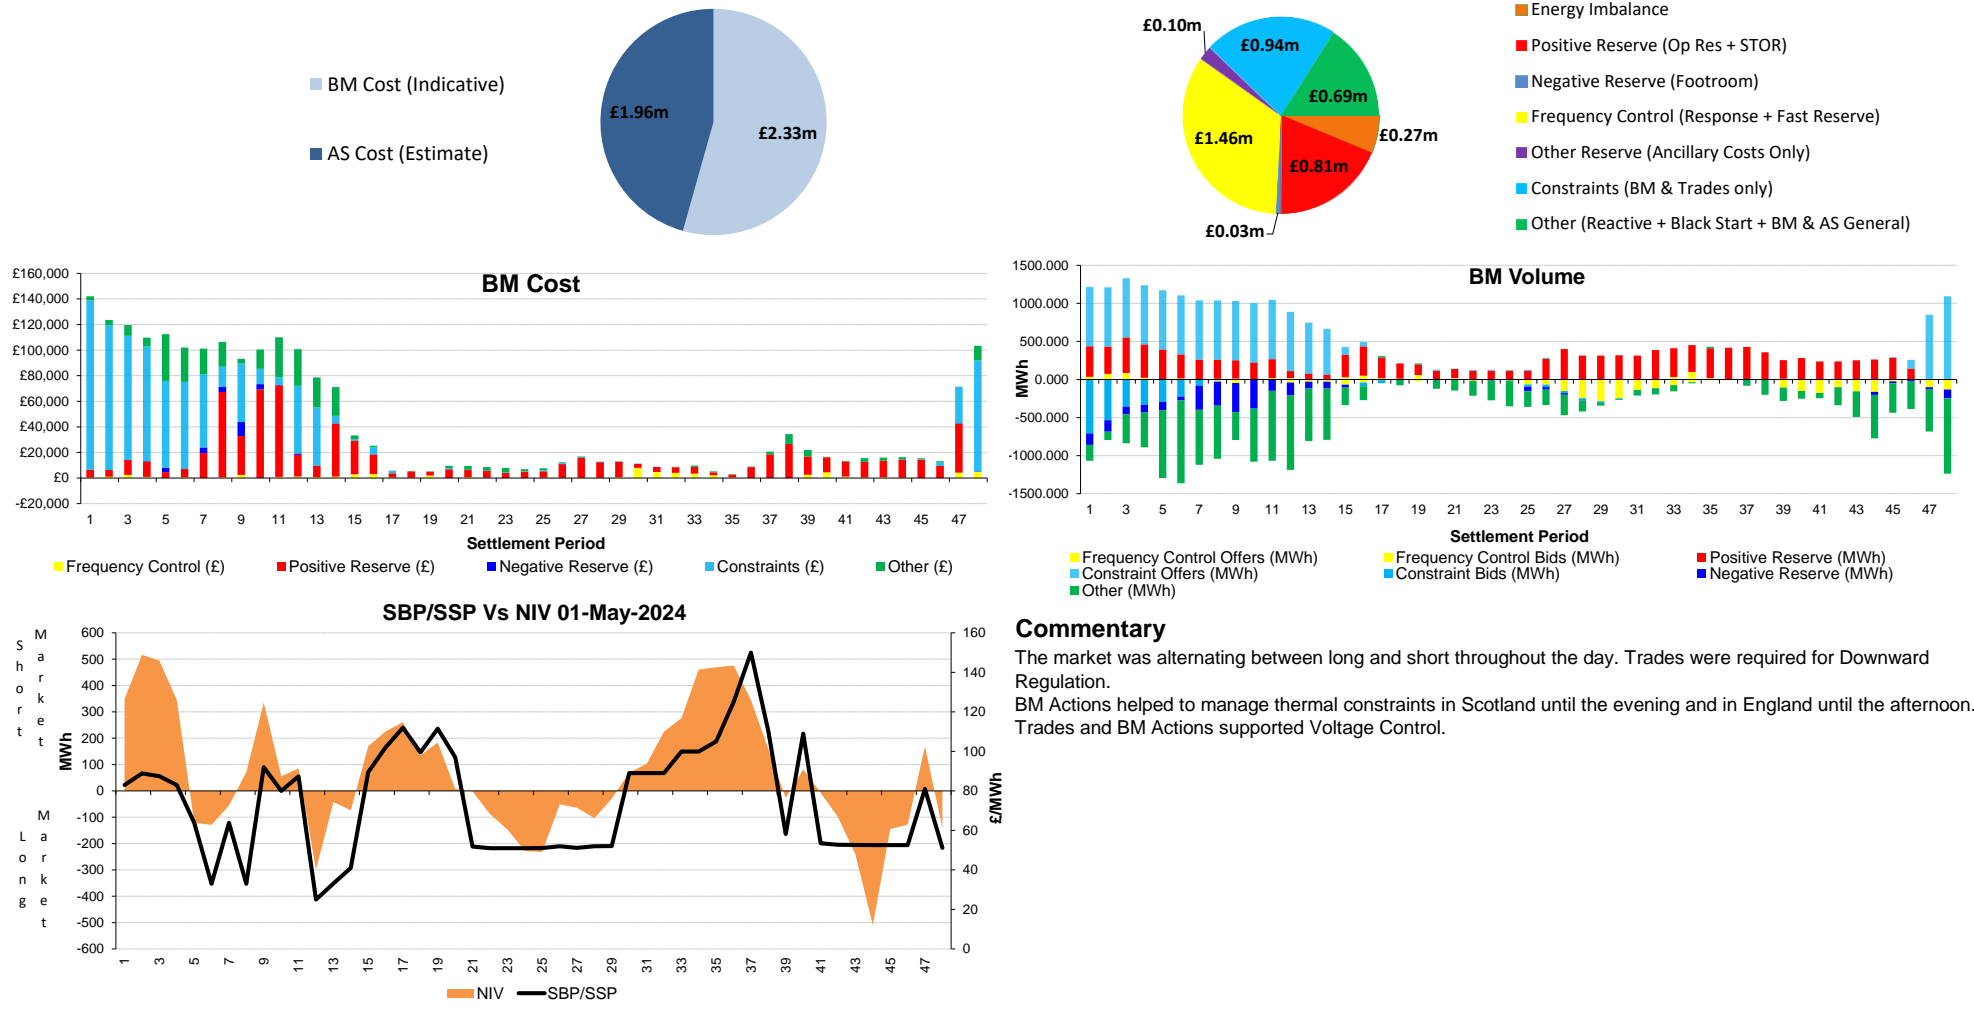 BM Cost (Indicative)
AS Cost (Estimate)
£1.96m
£2.33m
£0.10m
£0.94m
£0.69m
£0.27m
£0.81m
£0.03m
£1.46m
Energy Imbalance
Positive Reserve (Op Res + STOR)
Negative Reserve (Footroom)
Frequency Control (Response + Fast Reserve)
Other Reserve (Ancillary Costs Only)
Constraints (BM & Trades only)
Other (Reactive + Black Start + BM & AS General)
BM Cost
£160,000
£140,000
£120,000
£100,000
£80,000
£60,000
£40,000
£20,000
£0
-£20,000
1 3 5 7 9 11 13 15 17 19 21 23 25 27 29 31 33 35 37 39 41 43 45 47
Settlement Period
Frequency Control (£) Positive Reserve (£) Negative Reserve (£) Constraints (£) Other (£)
BM Volume
1500.000
1000.000
500.000
0.000
-500.000
-1000.000
-1500.000
MWh
1 3 5 7 9 11 13 15 17 19 21 23 25 27 29 31 33 35 37 39 41 43 45 47
Settlement Period
Frequency Control Offers (MWh) Frequency Control Bids (MWh) Positive Reserve (MWh)
Constraint Offers (MWh) Constraint Bids (MWh) Negative Reserve (MWh)
Other (MWh)
SBP/SSP Vs NIV 01-May-2024
Short Market
Long Market
MWh
600
500
400
300
200
100
0
-100
-200
-300
-400
-500
-600
160
140
120
100
80
60
40
20
0
£/MWh
1 3 5 7 9 11 13 15 17 19 21 23 25 27 29 31 33 35 37 39 41 43 45 47
NIV SBP/SSP
Commentary
The market was alternating between long and short throughout the day. Trades were required for Downward
Regulation.
BM Actions helped to manage thermal constraints in Scotland until the evening and in England until the afternoon.
Trades and BM Actions supported Voltage Control.